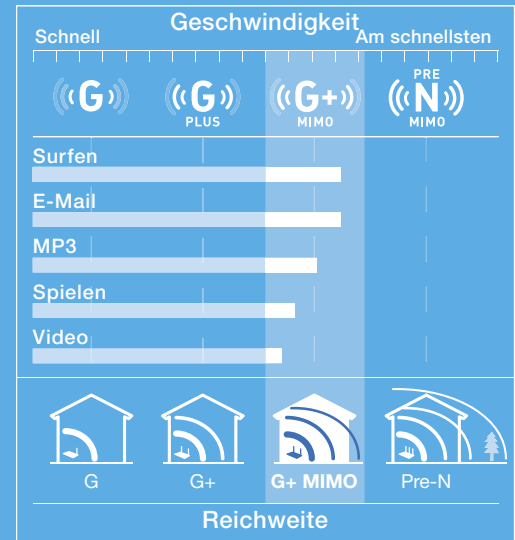 Geschwindigkeit
Schnell Am schnellsten
G
G PLUS
G+ MIMO
PRE N MIMO
Surfen
E-Mail
MP3
Spielen
Video
G G+ G+ MIMO Pre-N
Reichweite